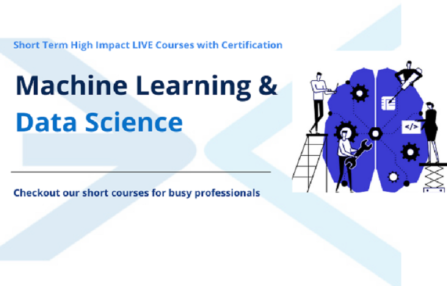 Short Term High Impact LIVE Courses with Certification
Machine Learning &
Data Science
Checkout our short courses for busy professionals
</>